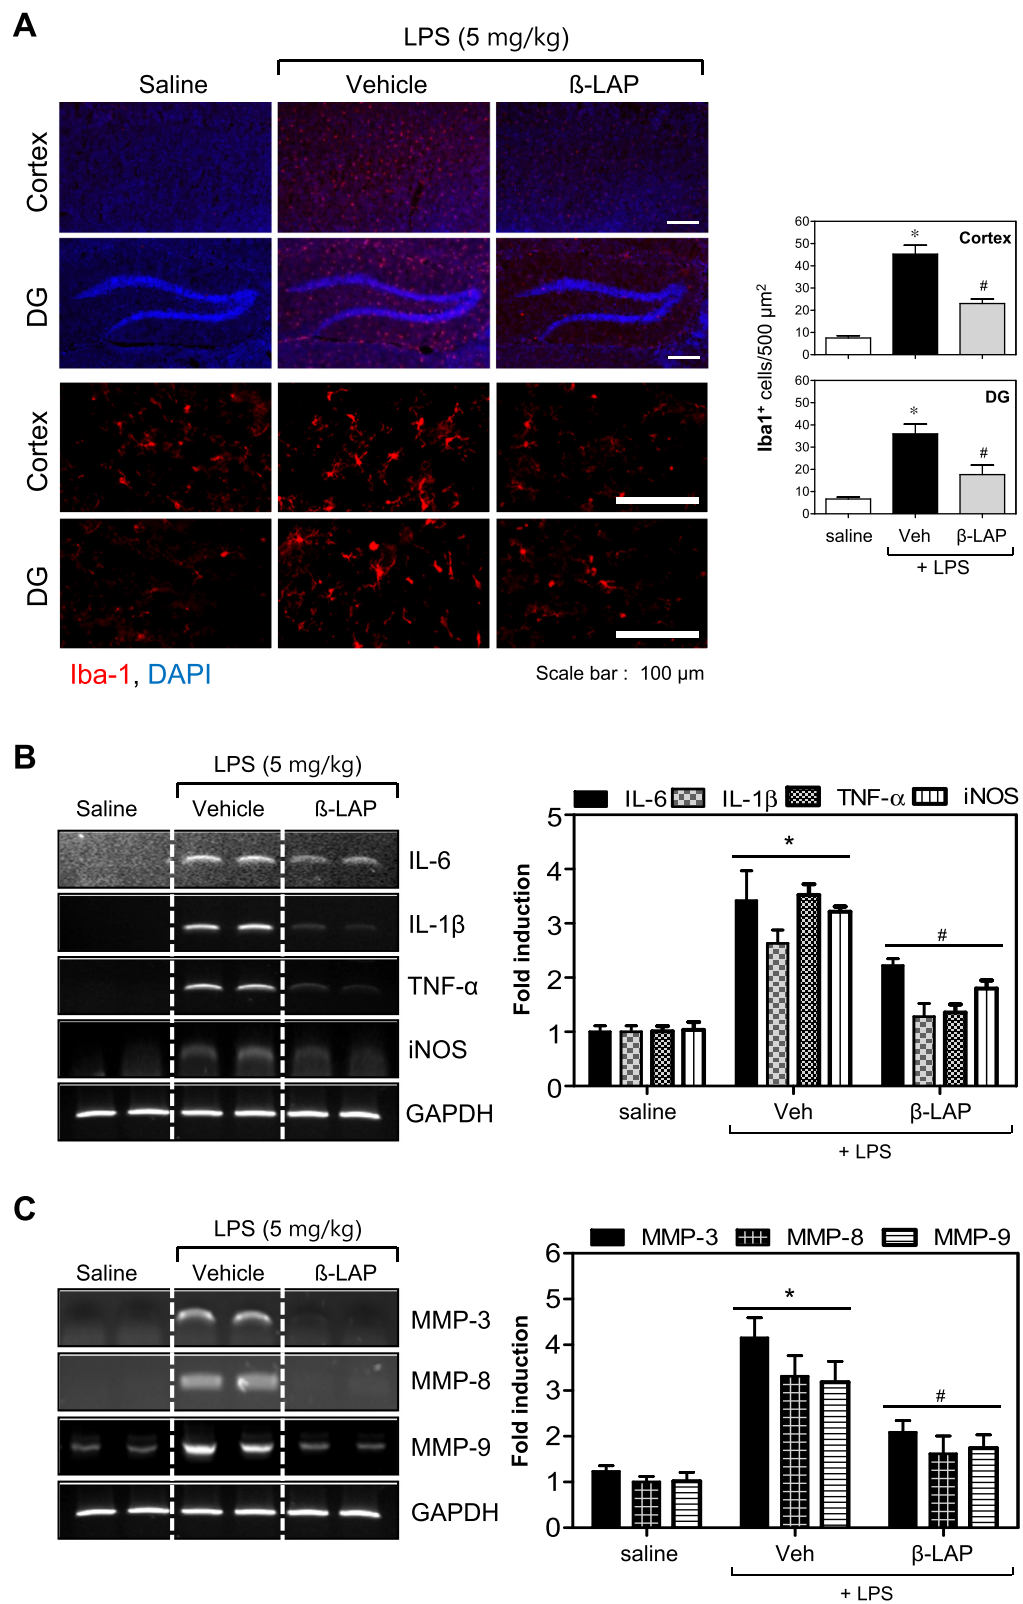 A
LPS (5 mg/kg)
Saline Vehicle ß-LAP
Cortex
DG
Cortex
DG
Iba-1, DAPI
Scale bar : 100 µm
Iba1+ cells/500 µm2
60
50
40
30
20
10
0
Cortex
*
#
60
50
40
30
20
10
0
DG
*
#
saline Veh β-LAP
+ LPS
B
LPS (5 mg/kg)
Saline Vehicle ß-LAP
IL-6
IL-1β
TNF-α
iNOS
GAPDH
IL-6 IL-1β TNF-α iNOS
Fold induction
5
4
3
2
1
0
*
#
saline Veh β-LAP
+ LPS
C
LPS (5 mg/kg)
Saline Vehicle ß-LAP
MMP-3
MMP-8
MMP-9
GAPDH
MMP-3 MMP-8 MMP-9
Fold induction
6
5
4
3
2
1
0
*
#
saline Veh β-LAP
+ LPS